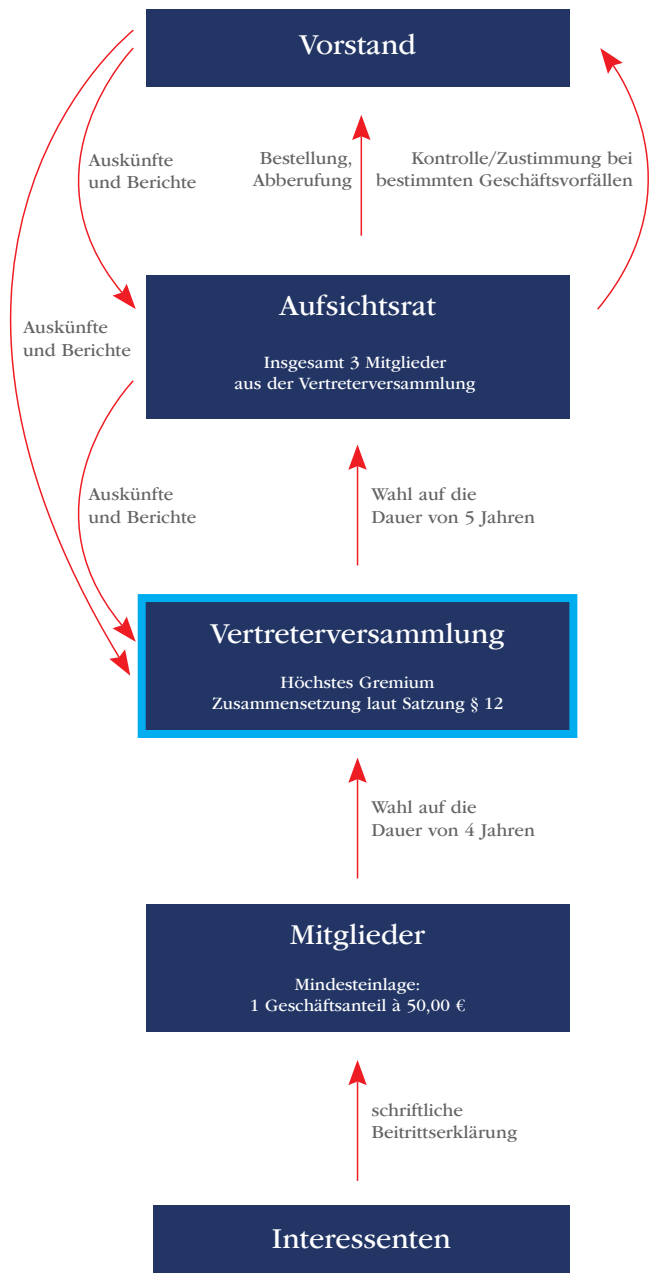 Vorstand
Auskünfte
und Berichte
Bestellung,
Abberufung
Kontrolle/Zustimmung bei
bestimmten Geschäftsvorfällen
Aufsichtsrat
Insgesamt 3 Mitglieder
aus der Vertreterversammlung
Auskünfte
und Berichte
Auskünfte
und Berichte
Wahl auf die
Dauer von 5 Jahren
Vertreterversammlung
Höchstes Gremium
Zusammensetzung laut Satzung § 12
Wahl auf die
Dauer von 4 Jahren
Mitglieder
Mindesteinlage:
1 Geschäftsanteil à 50,00 €
schriftliche
Beitrittserklärung
Interessenten